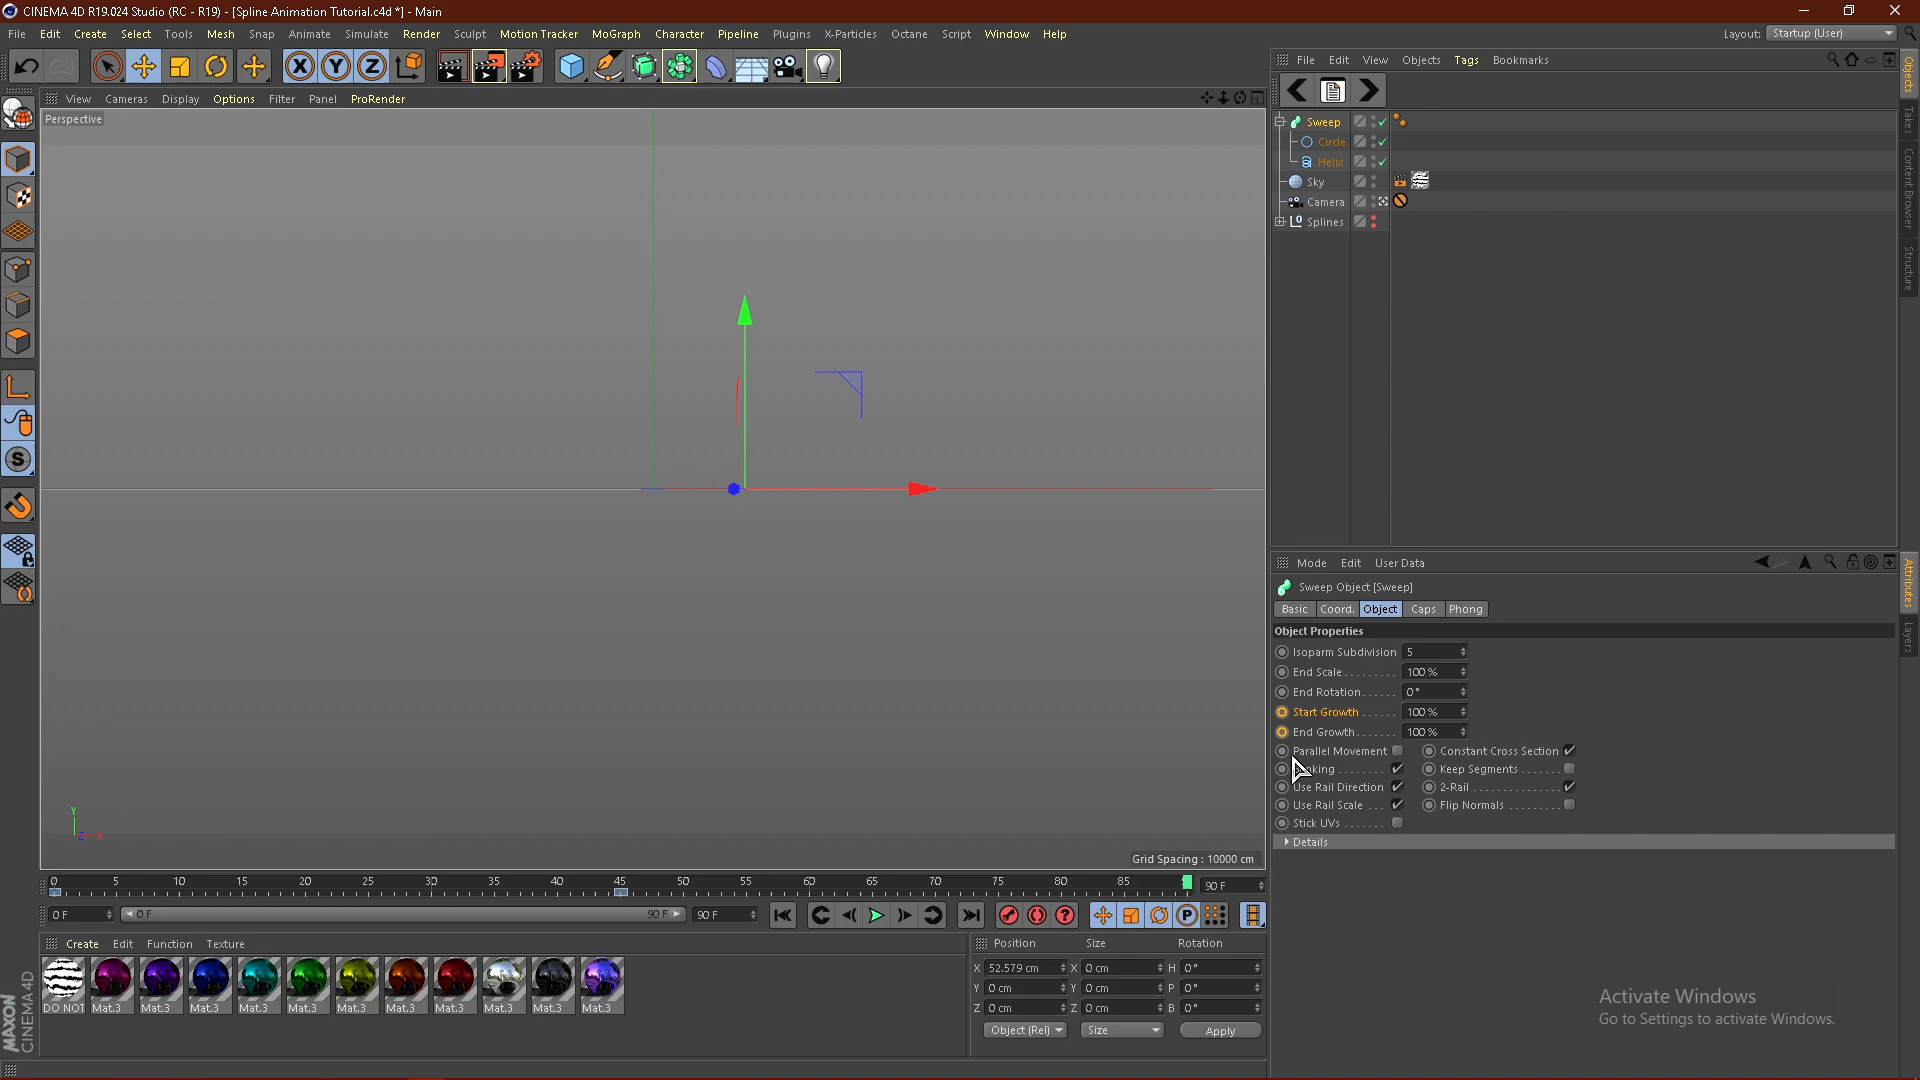 CINEMA 4D R19.024 Studio (RC - R19) - [Spline Animation Tutorial.c4d *] - Main
File Edit Create Select Tools Mesh Snap Animate Simulate Render Sculpt Motion Tracker MoGraph Character Pipeline Plugins X-Particles Octane Script Window Help
Layout: Startup (User)
View Cameras Display Options Filter Panel ProRender
Perspective
Grid Spacing : 10000 cm
Y
Z X
File Edit View Objects Tags Bookmarks
Sweep
Circle
Helix
Sky
Camera
Splines
Objects
Takes
Content Browser
Structure
Mode Edit User Data
Sweep Object [Sweep]
Basic Coord. Object Caps Phong
Object Properties
Isoparm Subdivision 5
End Scale 100 %
End Rotation 0 °
Start Growth 100 %
End Growth 100 %
Parallel Movement Constant Cross Section
Keep Segments
Use Rail Direction 2-Rail
Use Rail Scale Flip Normals
Stick UVs
Details
Attributes
Layers
0 5 10 15 20 25 30 35 40 45 50 55 60 65 70 75 80 85 90 F
0 F 0 F 90 F 90 F
Create Edit Function Texture
DO NOT Mat.3 Mat.3 Mat.3 Mat.3 Mat.3 Mat.3 Mat.3 Mat.3 Mat.3 Mat.3 Mat.3
Position Size Rotation
X 52.579 cm X 0 cm H 0 °
Y 0 cm Y 0 cm P 0 °
Z 0 cm Z 0 cm B 0 °
Object (Rel) Size Apply
MAXON
CINEMA 4D
Activate Windows
Go to Settings to activate Windows.